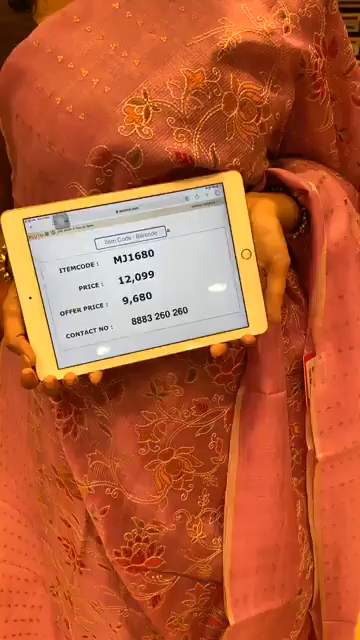 Item Code - Barcode
ITEMCODE : MJ1680
PRICE : 12,099
OFFER PRICE : 9,680
CONTACT NO : 8883 260 260